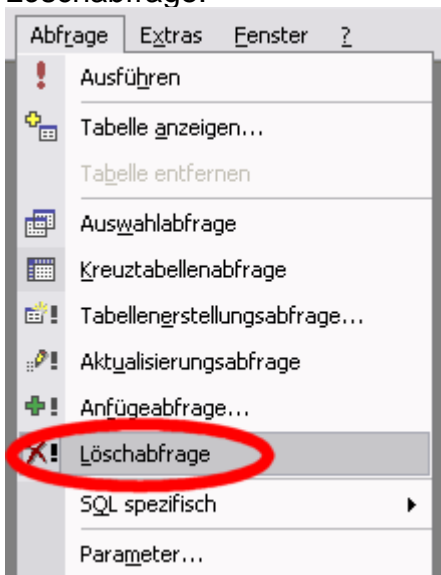 Löschabfrage.
Abfrage Extras Fenster ?
Ausführen
Tabelle anzeigen...
Tabelle entfernen
Auswahlabfrage
Kreuztabellenabfrage
Tabellenerstellungsabfrage...
Aktualisierungsabfrage
Anfügeabfrage...
Löschabfrage
SQL spezifisch
Parameter...